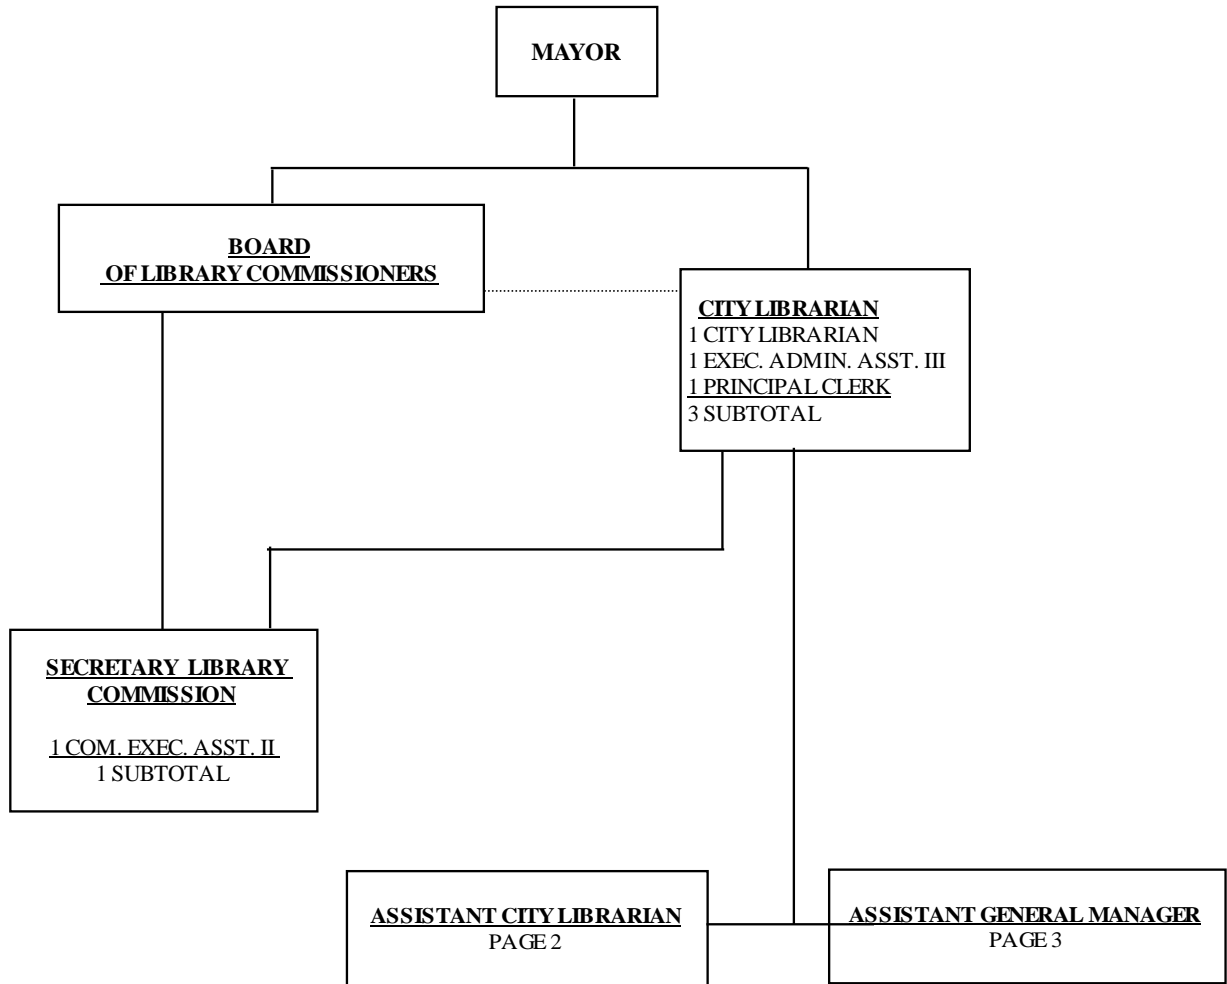 MAYOR
BOARD
OF LIBRARY COMMISSIONERS
CITY LIBRARIAN
1 CITY LIBRARIAN
1 EXEC. ADMIN. ASST. III
1 PRINCIPAL CLERK
3 SUBTOTAL
SECRETARY LIBRARY
COMMISSION
1 COM. EXEC. ASST. II
1 SUBTOTAL
ASSISTANT CITY LIBRARIAN
PAGE 2
ASSISTANT GENERAL MANAGER
PAGE 3